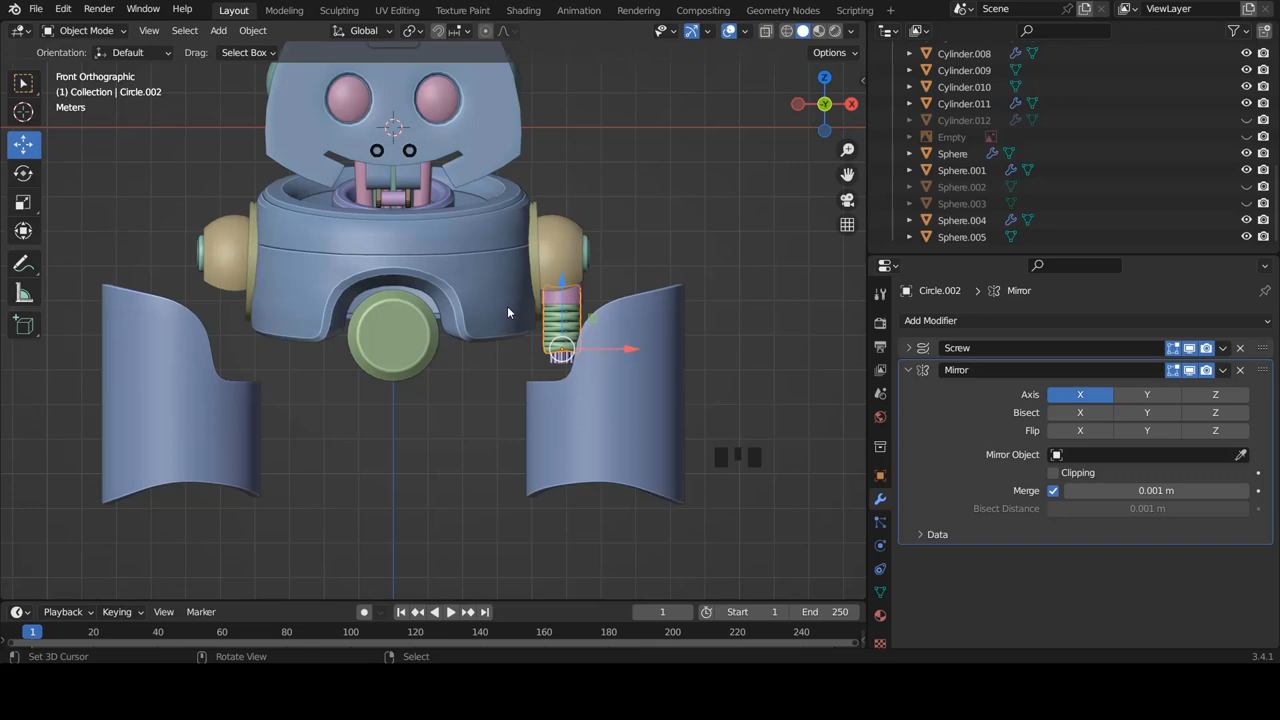 File Edit Render Window Help Layout Modeling Sculpting UV Editing Texture Paint Shading Animation Rendering Compositing Geometry Nodes Scripting Scene ViewLayer
Object Mode View Select Add Object Global
Orientation: Default Drag: Select Box Options
Front Orthographic
(1) Collection | Circle.002
Meters
Z
Y
X
Cylinder.008
Cylinder.009
Cylinder.010
Cylinder.011
Cylinder.012
Empty
Sphere
Sphere.001
Sphere.002
Sphere.003
Sphere.004
Sphere.005
Circle.002 Mirror
Add Modifier
Screw
Mirror
Axis X Y Z
Bisect X Y Z
Flip X Y Z
Mirror Object
Clipping
Merge 0.001 m
Bisect Distance 0.001 m
Data
Playback Keying View Marker 1 Start 1 End 250
1 20 40 60 80 100 120 140 160 180 200 220 240
Set 3D Cursor Rotate View Select 3.4.1